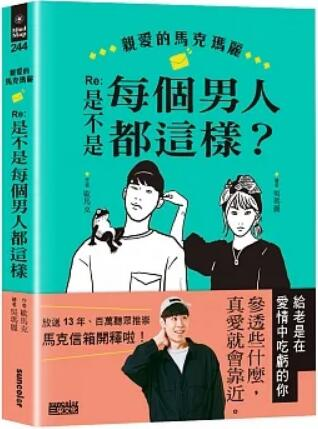 Mind Map
244
親愛的馬克瑪麗
Re:
是不是每個男人都這樣
suncolor
親愛的馬克瑪麗
Re:
是不是
每個男人
都這樣？
給老是在
愛情中吃虧的你
參透些什麼，
真愛就會靠近。
放送 13 年、百萬聽眾推崇
馬克信箱開釋啦！
suncolor
三采文化